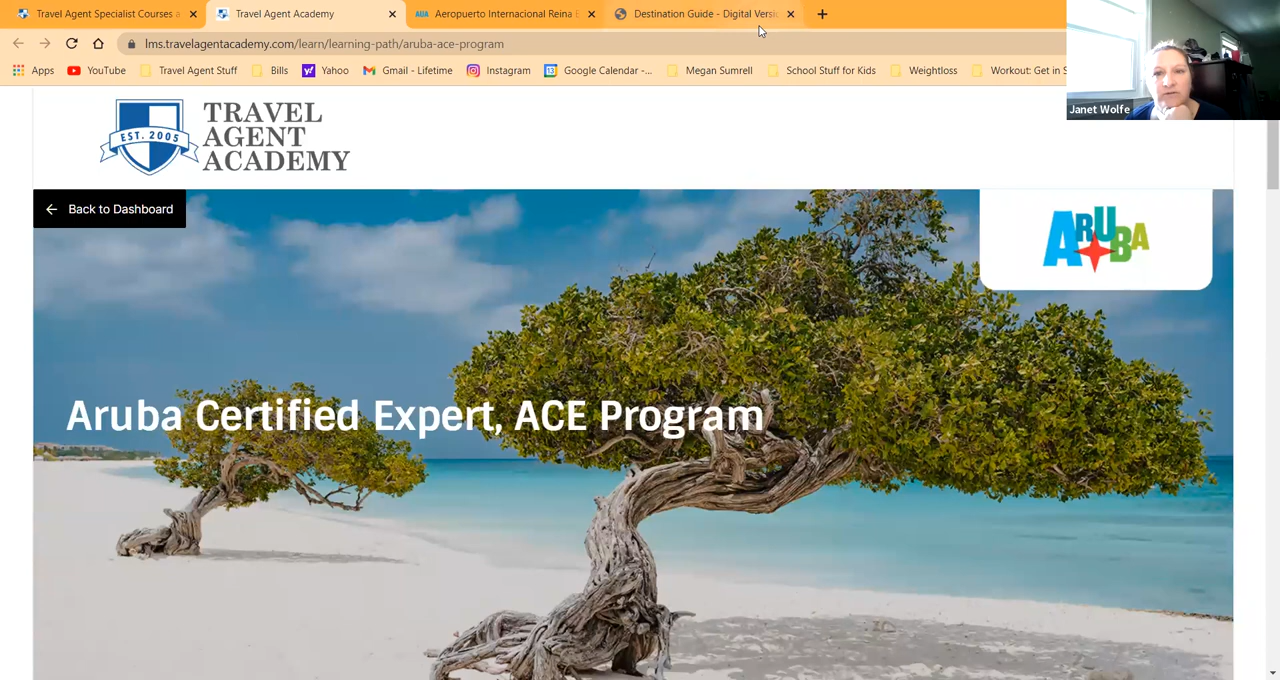 Travel Agent Specialist Courses a
Travel Agent Academy
Aeropuerto Internacional Reina B
Destination Guide - Digital Versi
lms.travelagentacademy.com/learn/learning-path/aruba-ace-program
Apps
YouTube
Travel Agent Stuff
Bills
Yahoo
Gmail - Lifetime
Instagram
Google Calendar -...
Megan Sumrell
School Stuff for Kids
Weightloss
Workout: Get in S
Janet Wolfe
EST. 2005
TRAVEL
AGENT
ACADEMY
Back to Dashboard
ARUBA
Aruba Certified Expert, ACE Program